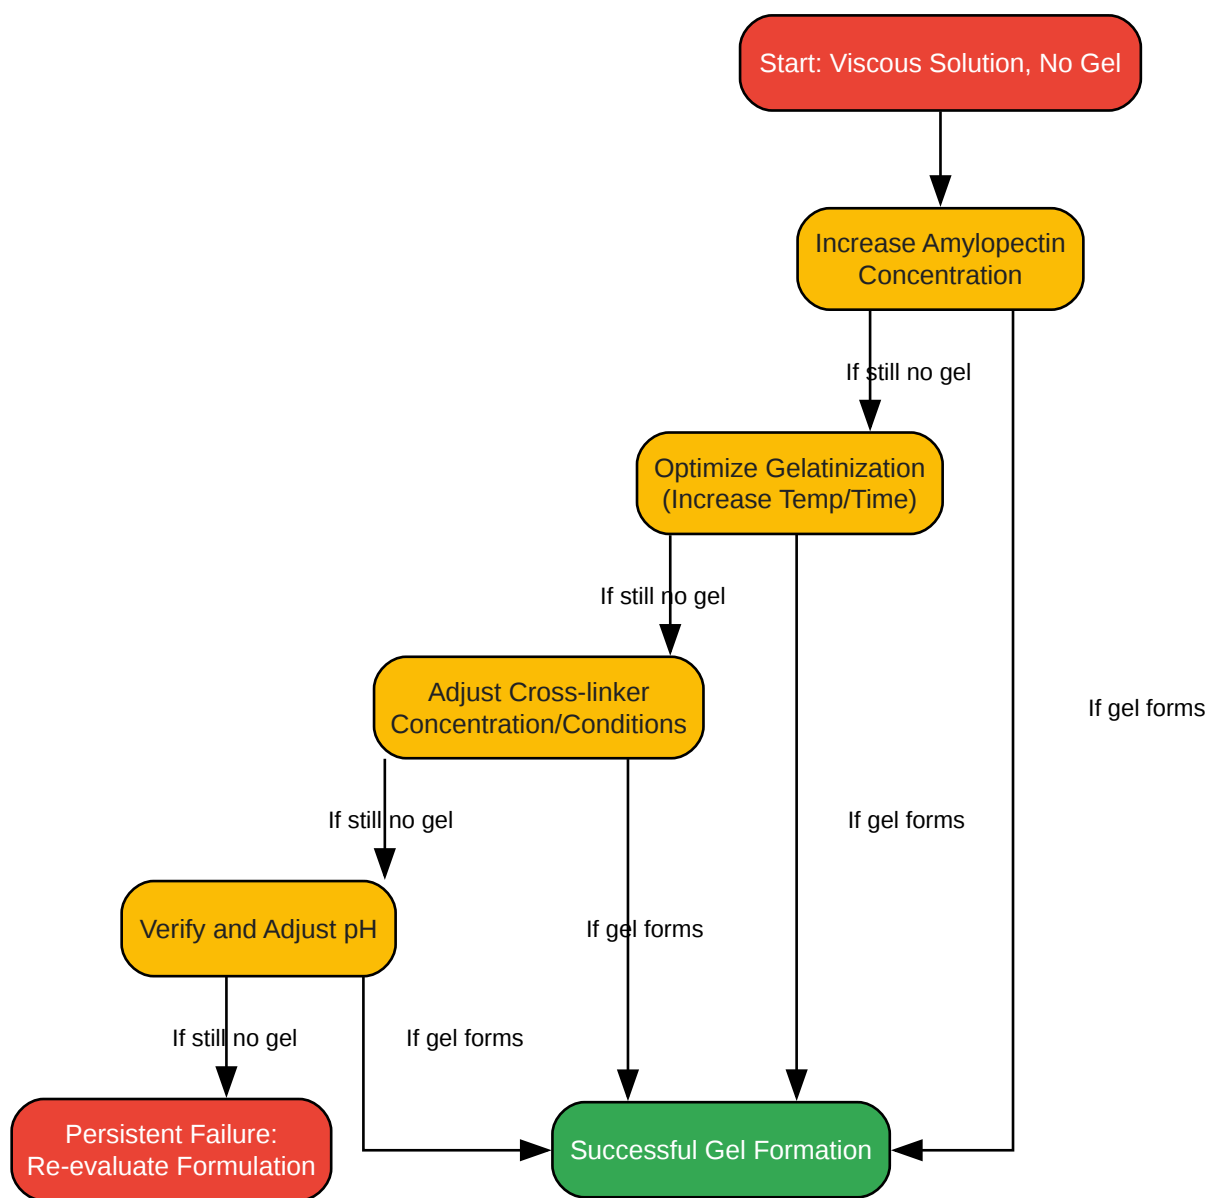 Start: Viscous Solution, No Gel
Increase Amylopectin
Concentration
If still no gel
Optimize Gelatinization
(Increase Temp/Time)
If still no gel
Adjust Cross-linker
Concentration/Conditions
If gel forms
If still no gel
If gel forms
Verify and Adjust pH
If gel forms
If still no gel
If gel forms
Persistent Failure:
Re-evaluate Formulation
Successful Gel Formation